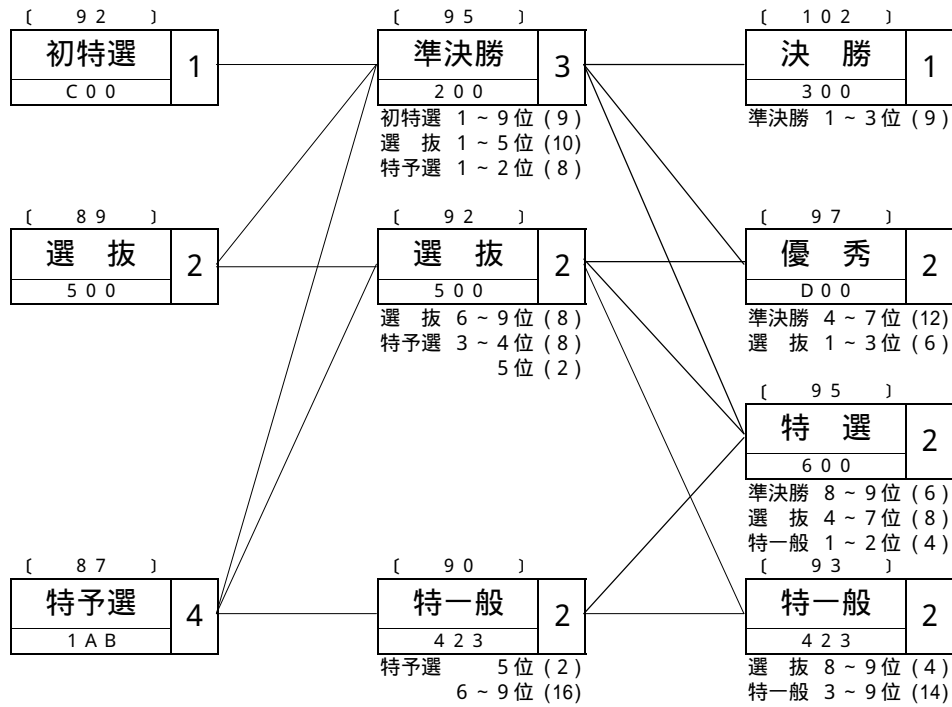 〔 92 〕
初特選 1
C00
〔 89 〕
選 抜 2
500
〔 87 〕
特予選 4
1AB
〔 95 〕
準決勝 3
200
初特選 1~9位(9)
選 抜 1~5位(10)
特予選 1~2位(8)
〔 92 〕
選 抜 2
500
選 抜 6~9位(8)
特予選 3~4位(8)
5位(2)
〔 90 〕
特一般 2
423
特予選 5位(2)
6~9位(16)
〔 102 〕
決 勝 1
300
準決勝 1~3位(9)
〔 97 〕
優 秀 2
D00
準決勝 4~7位(12)
選 抜 1~3位(6)
〔 95 〕
特 選 2
600
準決勝 8~9位(6)
選 抜 4~7位(8)
特一般 1~2位(4)
〔 93 〕
特一般 2
423
選 抜 8~9位(4)
特一般 3~9位(14)